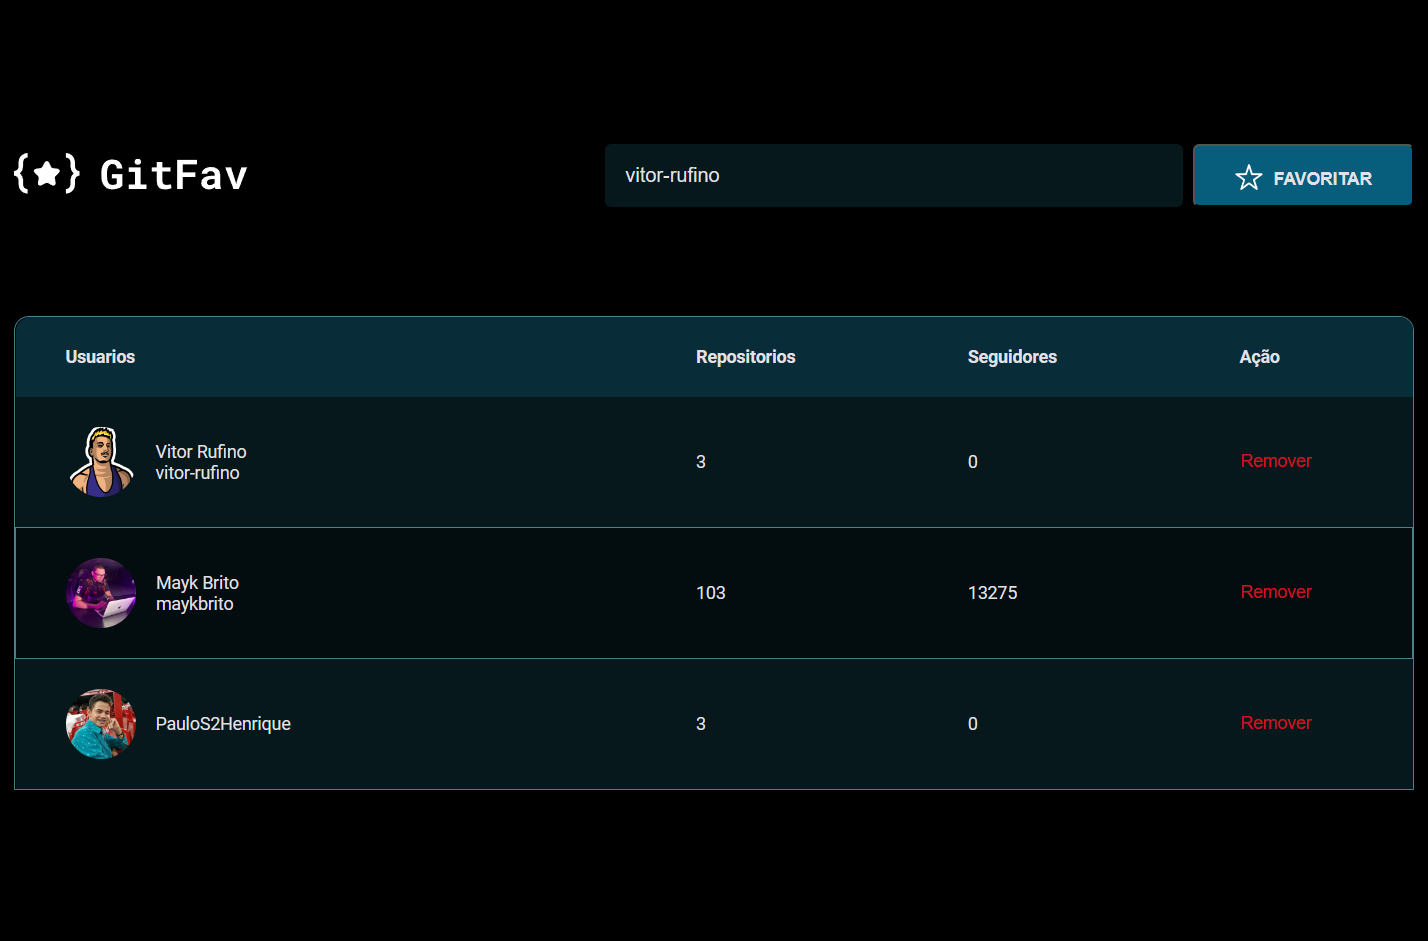 {★} GitFav
vitor-rufino
FAVORITAR
Usuarios Repositorios Seguidores Ação
Vitor Rufino
vitor-rufino
3 0 Remover
Mayk Brito
maykbrito
103 13275 Remover
PauloS2Henrique 3 0 Remover